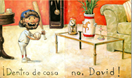 ¡Dentro de casa no, David!